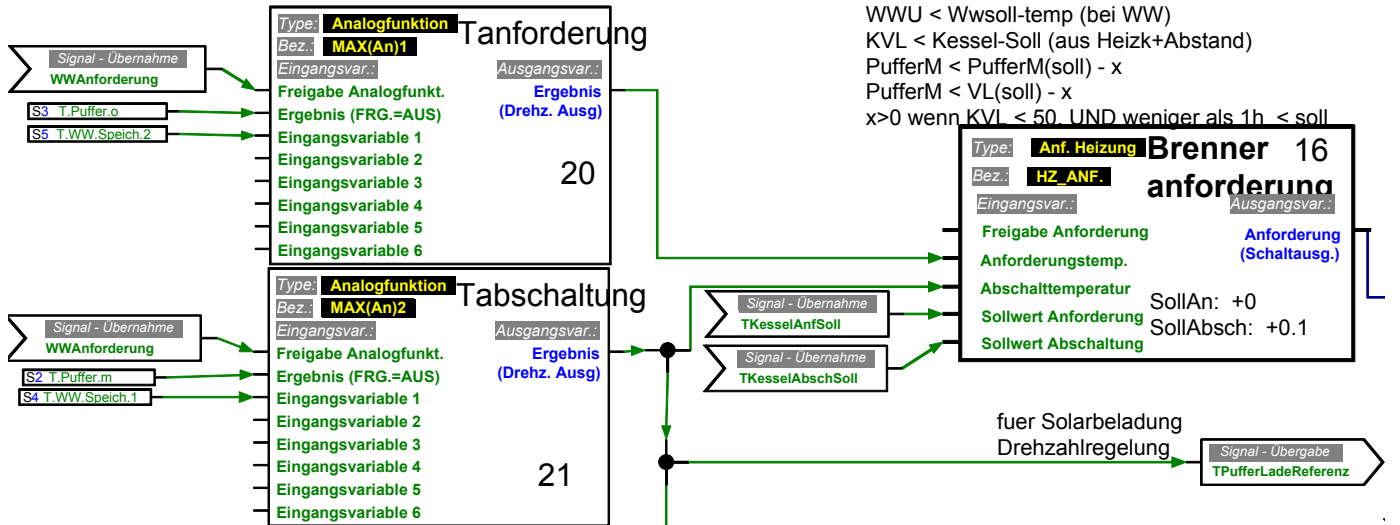 Type: Analogfunktion
Tanforderung
Bez.: MAX(An)1
Eingangsvar.: Ausgangsvar.:
Signal - Übernahme
WWAnforderung
S3 T.Puffer.o
S5 T.WW.Speich.2
Freigabe Analogfunkt.
Ergebnis (FRG.=AUS)
Eingangsvariable 1
Eingangsvariable 2
Eingangsvariable 3
Eingangsvariable 4
Eingangsvariable 5
Eingangsvariable 6
Ergebnis
(Drehz. Ausg)
20
Type: Analogfunktion
Tabschaltung
Bez.: MAX(An)2
Eingangsvar.: Ausgangsvar.:
Signal - Übernahme
WWAnforderung
S2 T.Puffer.m
S4 T.WW.Speich.1
Freigabe Analogfunkt.
Ergebnis (FRG.=AUS)
Eingangsvariable 1
Eingangsvariable 2
Eingangsvariable 3
Eingangsvariable 4
Eingangsvariable 5
Eingangsvariable 6
Ergebnis
(Drehz. Ausg)
21
WWU < Wwsoll-temp (bei WW)
KVL < Kessel-Soll (aus Heizk+Abstand)
PufferM < PufferM(soll) - x
PufferM < VL(soll) - x
x>0 wenn KVL < 50, UND weniger als 1h < soll
Type: Anf. Heizung
Brenner 16
anforderung
Bez.: HZ_ANF.
Eingangsvar.: Ausgangsvar.:
Freigabe Anforderung
Anforderungstemp.
Abschalttemperatur
Sollwert Anforderung
Sollwert Abschaltung
Anforderung
(Schaltausg.)
SollAn: +0
SollAbsch: +0.1
Signal - Übernahme
TKesselAnfSoll
Signal - Übernahme
TKesselAbschSoll
fuer Solarbeladung
Drehzahlregelung
Signal - Übergabe
TPufferLadeReferenz